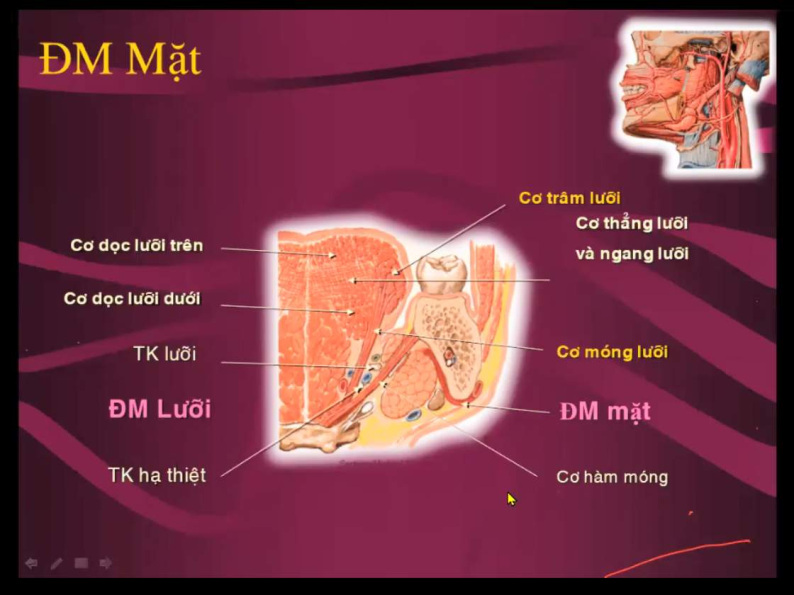 ĐM Mặt
Cơ trâm lưỡi
Cơ thẳng lưỡi
và ngang lưỡi
Cơ dọc lưỡi trên
Cơ dọc lưỡi dưới
TK lưỡi
Cơ móng lưỡi
ĐM Lưỡi
ĐM mặt
TK hạ thiệt
Cơ hàm móng